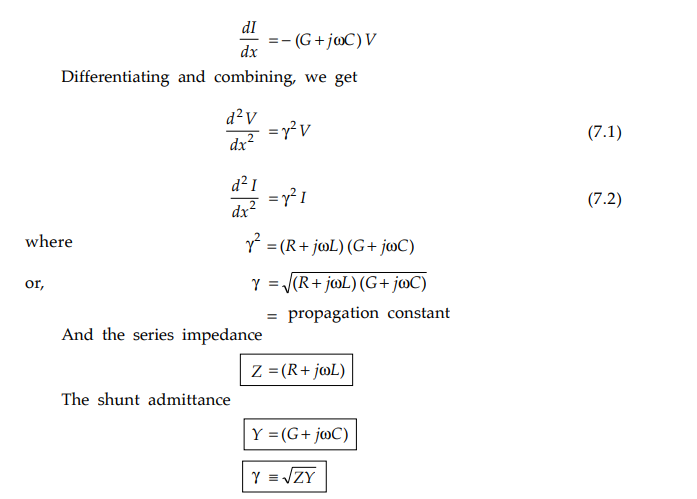 dI/dx = – (G + jωC) V
Differentiating and combining, we get
d²V/dx² = γ² V (7.1)
d² I/dx² = γ² I (7.2)
where γ² = (R + jωL) (G + jωC)
or, γ = √(R + jωL) (G + jωC)
= propagation constant
And the series impedance
Z = (R + jωL)
The shunt admittance
Y = (G + jωC)
γ ≡ √ZY